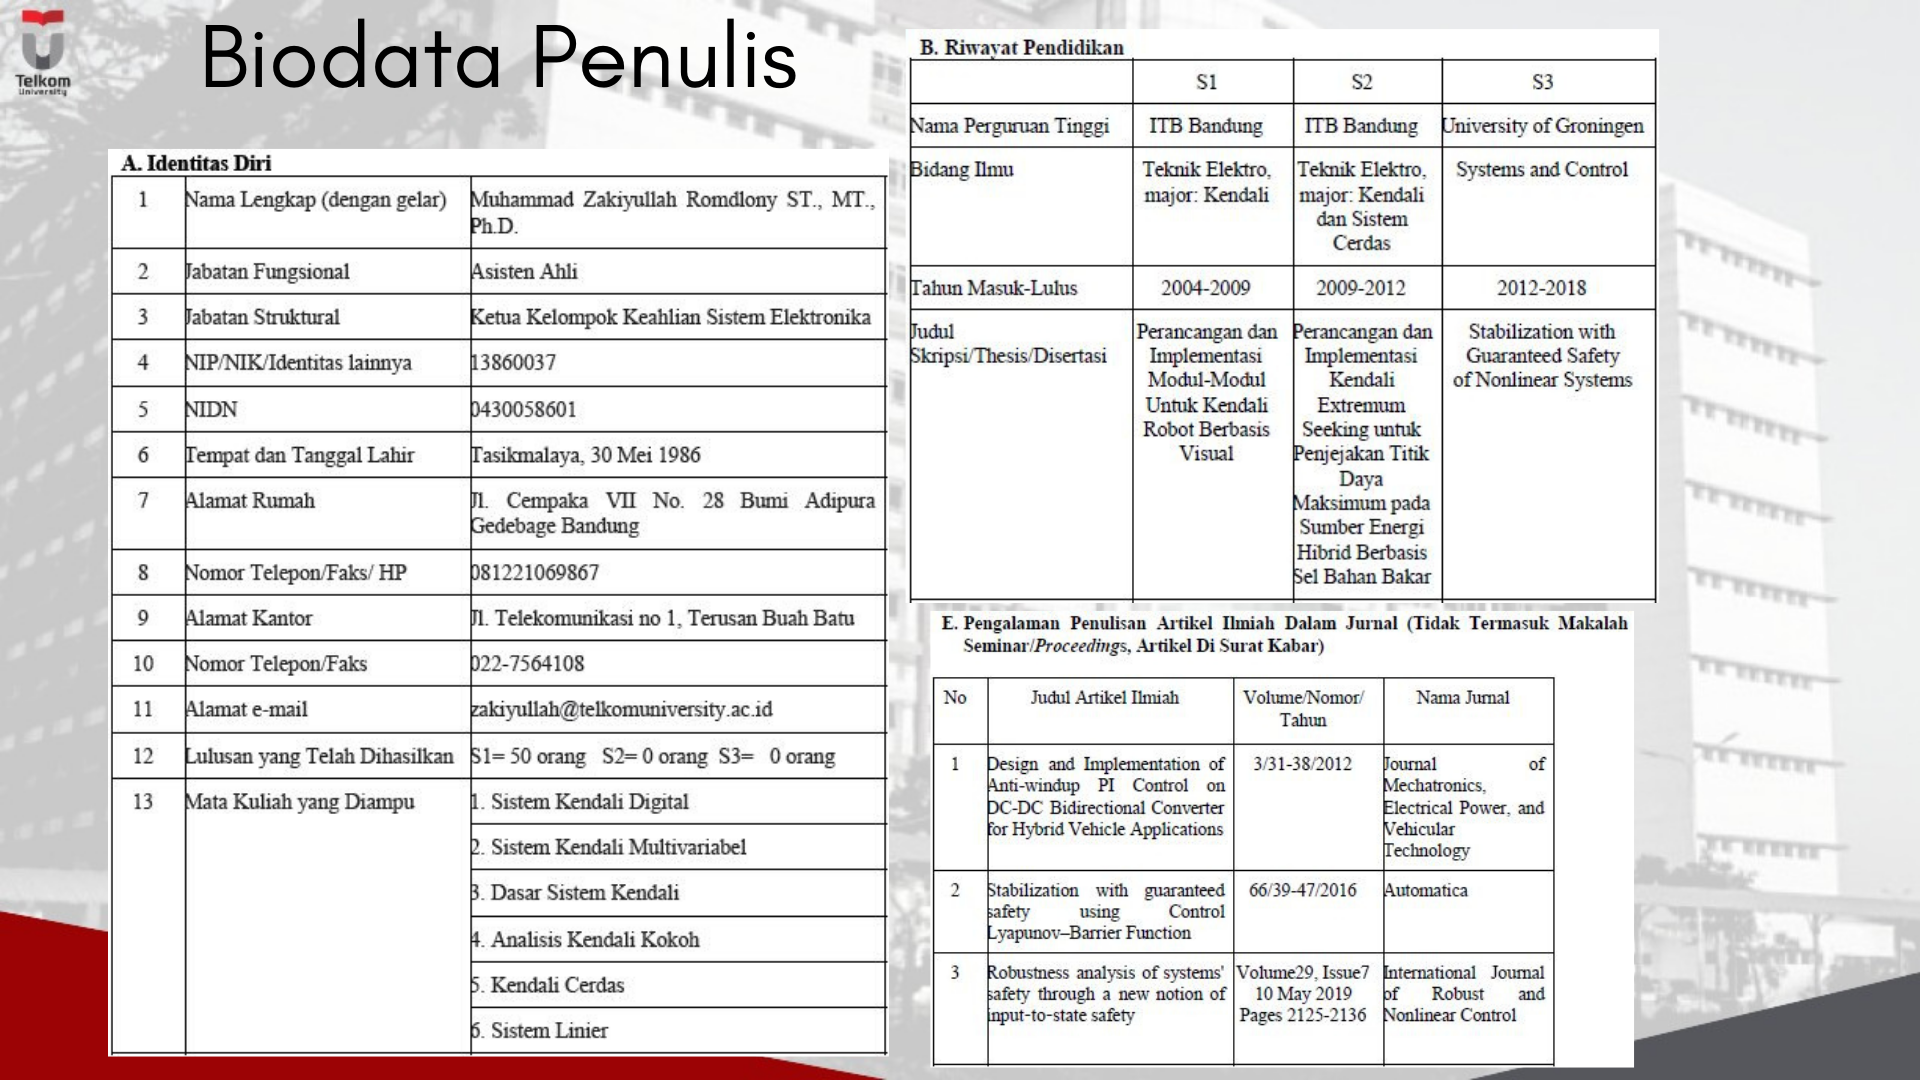 Telkom
University
Biodata Penulis
A. Identitas Diri
1 Nama Lengkap (dengan gelar) Muhammad Zakiyullah Romdlony ST., MT.,
Ph.D.
2 Jabatan Fungsional Asisten Ahli
3 Jabatan Struktural Ketua Kelompok Keahlian Sistem Elektronika
4 NIP/NIK/Identitas lainnya 13860037
5 NIDN 0430058601
6 Tempat dan Tanggal Lahir Tasikmalaya, 30 Mei 1986
7 Alamat Rumah Jl. Cempaka VII No. 28 Bumi Adipura
Gedebage Bandung
8 Nomor Telepon/Faks/ HP 081221069867
9 Alamat Kantor Jl. Telekomunikasi no 1, Terusan Buah Batu
10 Nomor Telepon/Faks 022-7564108
11 Alamat e-mail zakiyullah@telkomuniversity.ac.id
12 Lulusan yang Telah Dihasilkan S1= 50 orang S2= 0 orang S3= 0 orang
13 Mata Kuliah yang Diampu 1. Sistem Kendali Digital
2. Sistem Kendali Multivariabel
3. Dasar Sistem Kendali
4. Analisis Kendali Kokoh
5. Kendali Cerdas
6. Sistem Linier
B. Riwayat Pendidikan
S1 S2 S3
Nama Perguruan Tinggi ITB Bandung ITB Bandung University of Groningen
Bidang Ilmu Teknik Elektro, Teknik Elektro, Systems and Control
major: Kendali major: Kendali
dan Sistem
Cerdas
Tahun Masuk-Lulus 2004-2009 2009-2012 2012-2018
Judul Perancangan dan Perancangan dan Stabilization with
Skripsi/Thesis/Disertasi Implementasi Implementasi Guaranteed Safety
Modul-Modul Kendali of Nonlinear Systems
Untuk Kendali Extremum
Robot Berbasis Seeking untuk
Visual Penjejakan Titik
Daya
Maksimum pada
Sumber Energi
Hibrid Berbasis
Sel Bahan Bakar
E. Pengalaman Penulisan Artikel Ilmiah Dalam Jurnal (Tidak Termasuk Makalah
Seminar/Proceedings, Artikel Di Surat Kabar)
No Judul Artikel Ilmiah Volume/Nomor/ Nama Jurnal
Tahun
1 Design and Implementation of 3/31-38/2012 Journal of
Anti-windup PI Control on Mechatronics,
DC-DC Bidirectional Converter Electrical Power, and
for Hybrid Vehicle Applications Vehicular
Technology
2 Stabilization with guaranteed 66/39-47/2016 Automatica
safety using Control
Lyapunov–Barrier Function
3 Robustness analysis of systems' Volume29, Issue7 International Journal
safety through a new notion of 10 May 2019 of Robust and
input-to-state safety Pages 2125-2136 Nonlinear Control